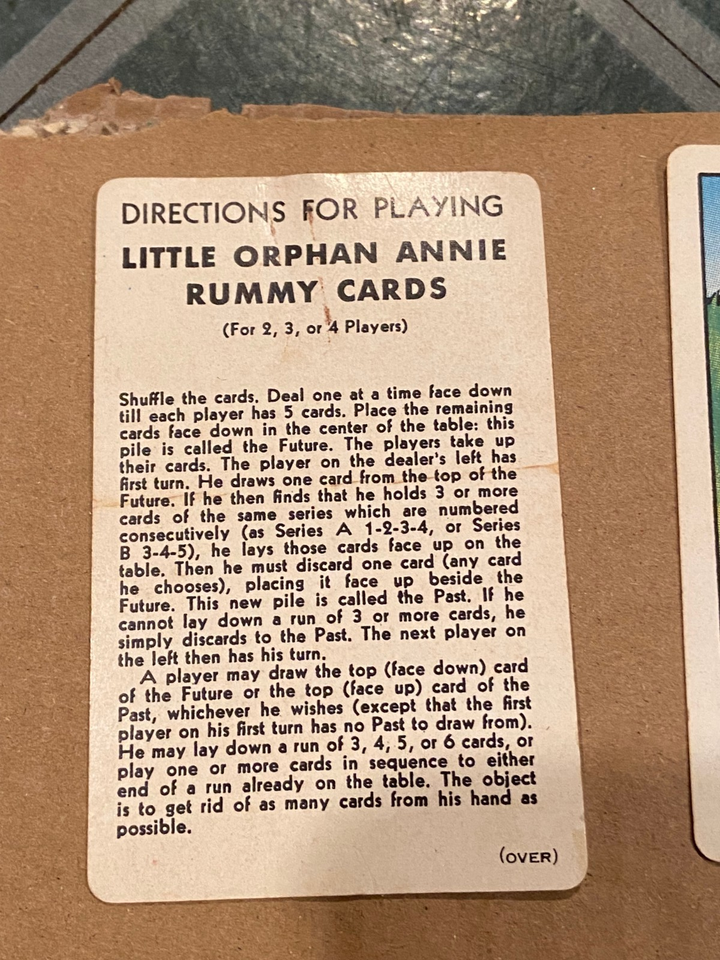 DIRECTIONS FOR PLAYING
LITTLE ORPHAN ANNIE
RUMMY CARDS
(For 2, 3, or 4 Players)
Shuffle the cards. Deal one at a time face down
till each player has 5 cards. Place the remaining
cards face down in the center of the table: this
pile is called the Future. The players take up
their cards. The player on the dealer's left has
first turn. He draws one card from the top of the
Future. If he then finds that he holds 3 or more
cards of the same series which are numbered
consecutively (as Series A 1-2-3-4, or Series
B 3-4-5), he lays those cards face up on the
table. Then he must discard one card (any card
he chooses), placing it face up beside the
Future. This new pile is called the Past. If he
cannot lay down a run of 3 or more cards, he
simply discards to the Past. The next player on
the left then has his turn.
A player may draw the top (face down) card
of the Future or the top (face up) card of the
Past, whichever he wishes (except that the first
player on his first turn has no Past to draw from).
He may lay down a run of 3, 4, 5, or 6 cards, or
play one or more cards in sequence to either
end of a run already on the table. The object
is to get rid of as many cards from his hand as
possible.
(OVER)